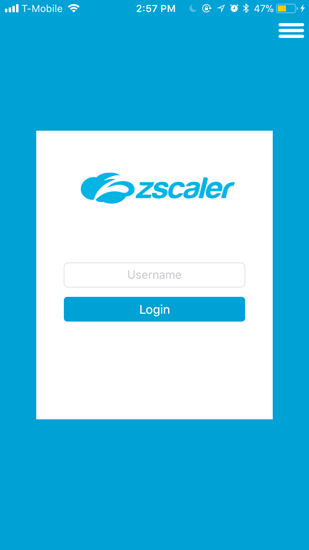 T-Mobile 2:57 PM 47%
zscaler
Username
Login